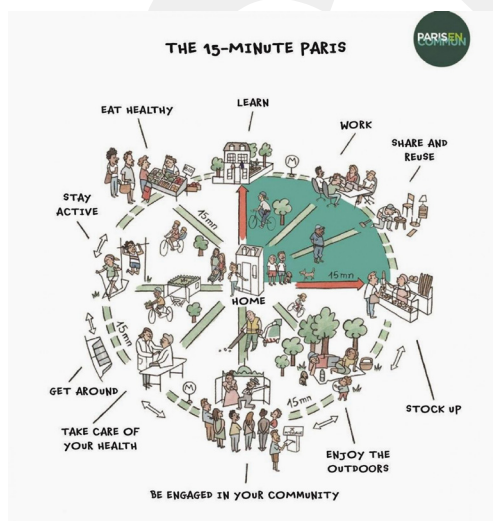 THE 15-MINUTE PARIS
PARISEN
COMMUN
EAT HEALTHY
LEARN
WORK
SHARE AND
REUSE
STAY
ACTIVE
M
15mn
15mn
HOME
15mn
M
15mn
GET AROUND
TAKE CARE OF
YOUR HEALTH
STOCK UP
ENJOY THE
OUTDOORS
BE ENGAGED IN YOUR COMMUNITY